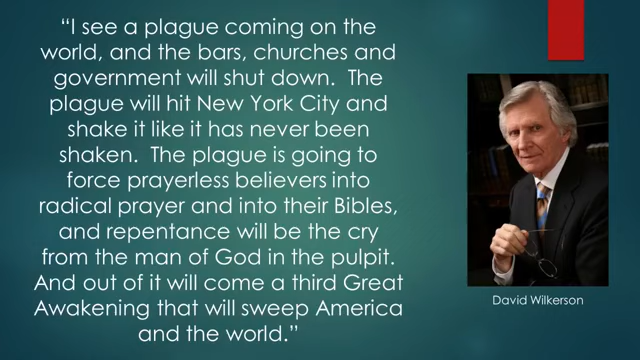 “I see a plague coming on the
world, and the bars, churches and
government will shut down.  The
plague will hit New York City and
shake it like it has never been
shaken.  The plague is going to
force prayerless believers into
radical prayer and into their Bibles,
and repentance will be the cry
from the man of God in the pulpit.
And out of it will come a third Great
Awakening that will sweep America
and the world.”
David Wilkerson